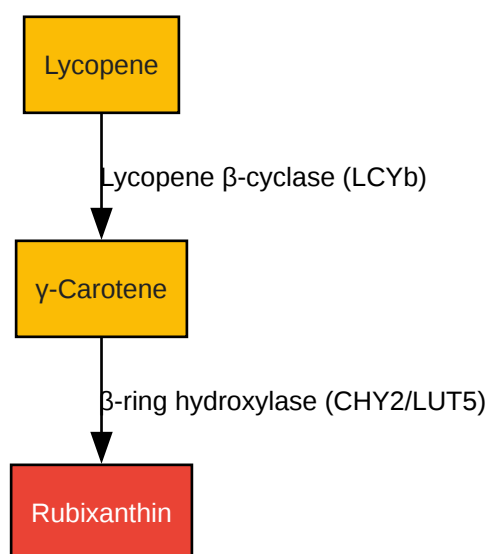 Lycopene
Lycopene β-cyclase (LCYb)
γ-Carotene
β-ring hydroxylase (CHY2/LUT5)
Rubixanthin